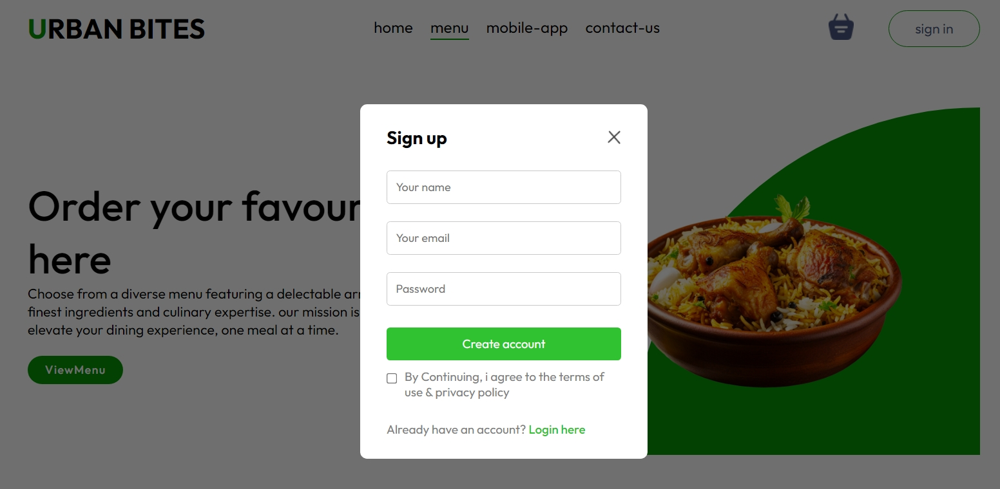 URBAN BITES
home menu mobile-app contact-us
sign in
Order your favour
here
Choose from a diverse menu featuring a delectable
finest ingredients and culinary expertise. our mission is
elevate your dining experience, one meal at a time.
ViewMenu
Sign up
Your name
Your email
Password
Create account
By Continuing, i agree to the terms of
use & privacy policy
Already have an account? Login here